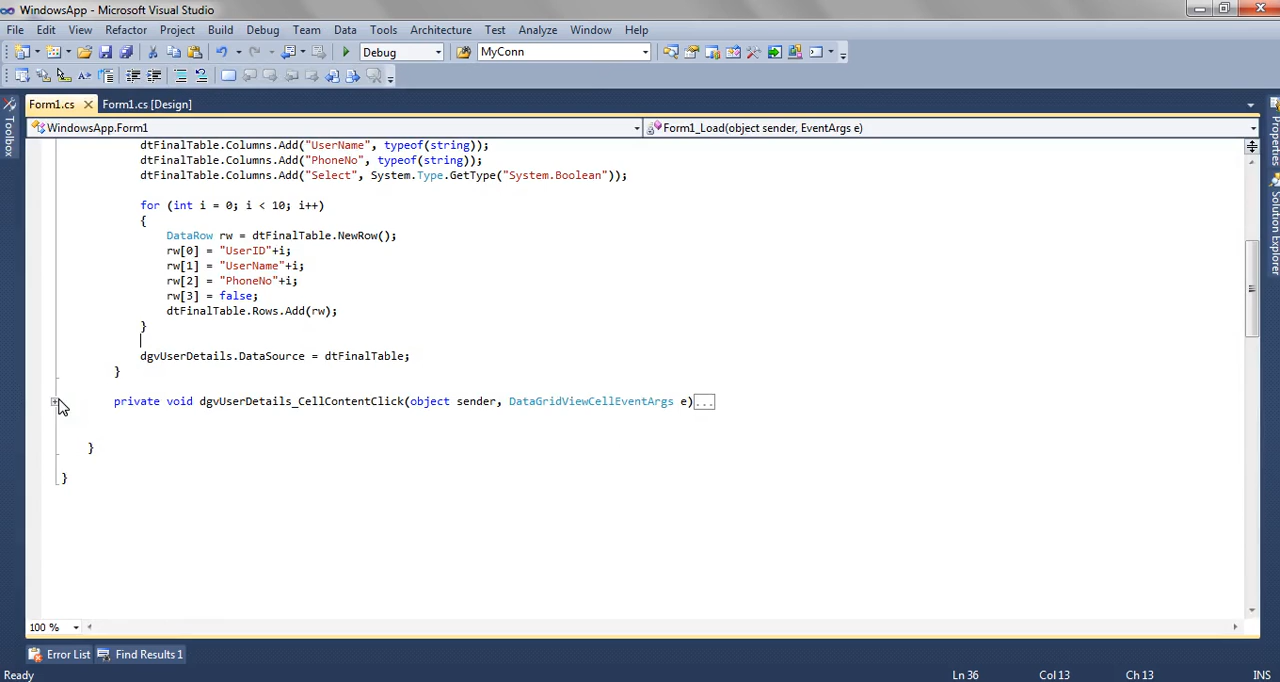 WindowsApp - Microsoft Visual Studio
File Edit View Refactor Project Build Debug Team Data Tools Architecture Test Analyze Window Help
Debug MyConn
Form1.cs Form1.cs [Design]
WindowsApp.Form1 Form1_Load(object sender, EventArgs e)
Toolbox
Properties
Solution Explorer
dtFinalTable.Columns.Add("UserName", typeof(string));
dtFinalTable.Columns.Add("PhoneNo", typeof(string));
dtFinalTable.Columns.Add("Select", System.Type.GetType("System.Boolean"));
for (int i = 0; i < 10; i++)
{
DataRow rw = dtFinalTable.NewRow();
rw[0] = "UserID"+i;
rw[1] = "UserName"+i;
rw[2] = "PhoneNo"+i;
rw[3] = false;
dtFinalTable.Rows.Add(rw);
}
dgvUserDetails.DataSource = dtFinalTable;
}
private void dgvUserDetails_CellContentClick(object sender, DataGridViewCellEventArgs e)...
}
}
100 %
Error List Find Results 1
Ready Ln 36 Col 13 Ch 13 INS